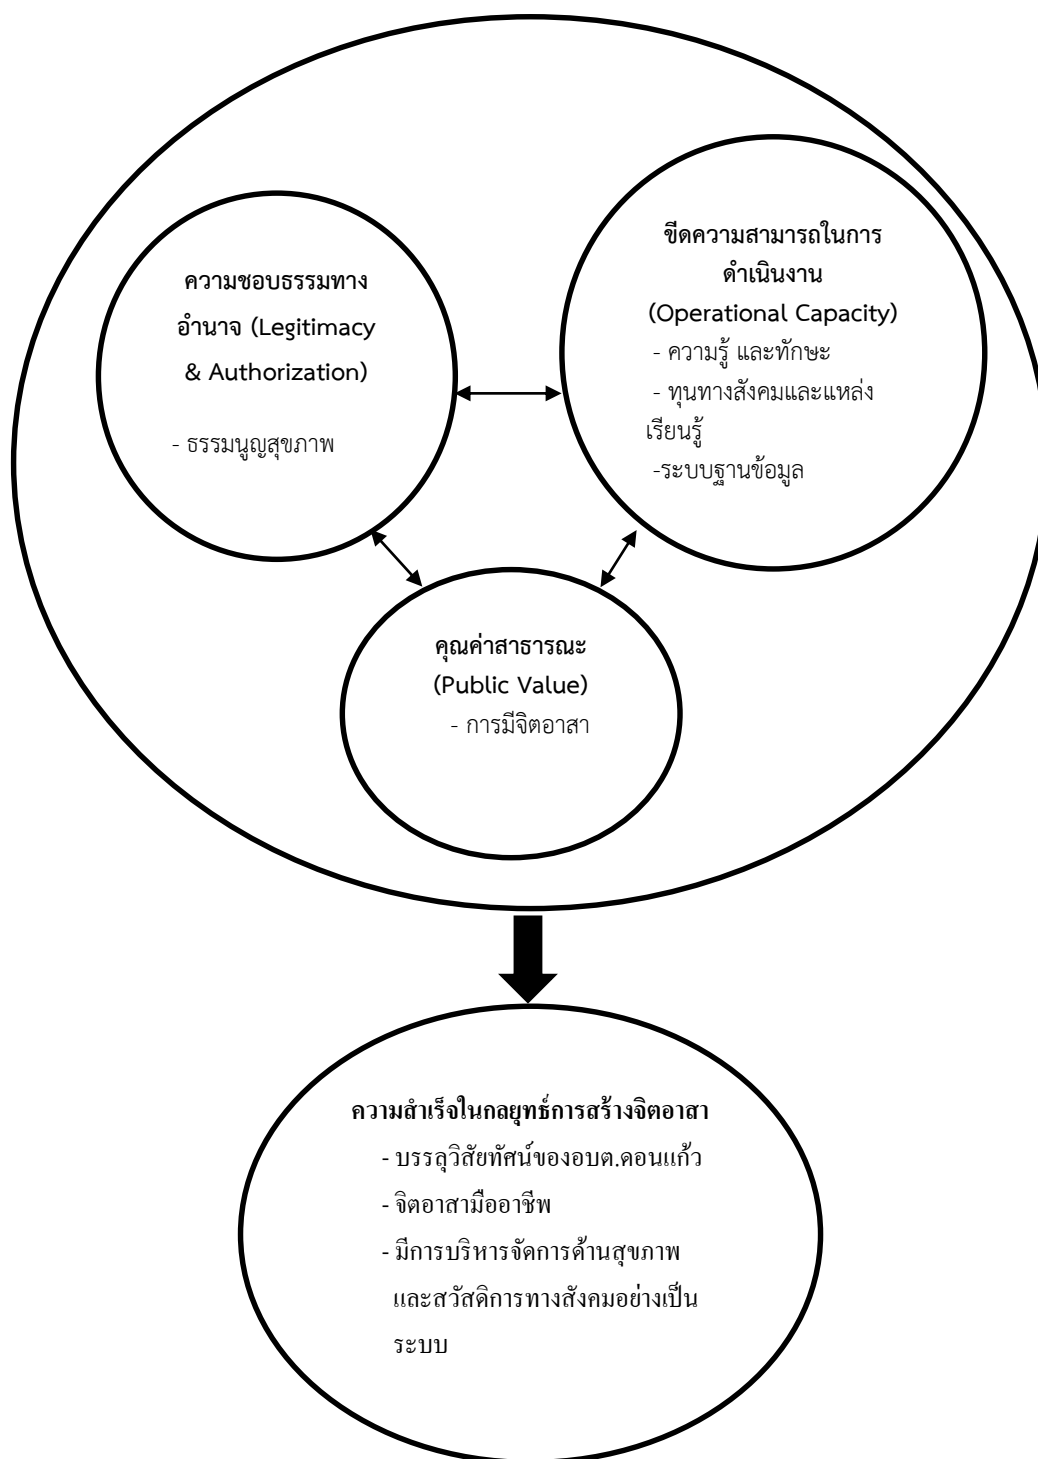 ความชอบธรรมทาง
อำนาจ (Legitimacy
& Authorization)
- ธรรมนูญสุขภาพ
ขีดความสามารถในการ
ดำเนินงาน
(Operational Capacity)
- ความรู้ และทักษะ
- ทุนทางสังคมและแหล่ง
เรียนรู้
-ระบบฐานข้อมูล
คุณค่าสาธารณะ
(Public Value)
- การมีจิตอาสา
ความสำเร็จในกลยุทธ์การสร้างจิตอาสา
- บรรลุวิสัยทัศน์ของอบต.ดอนแก้ว
- จิตอาสามืออาชีพ
- มีการบริหารจัดการด้านสุขภาพ
และสวัสดิการทางสังคมอย่างเป็น
ระบบ